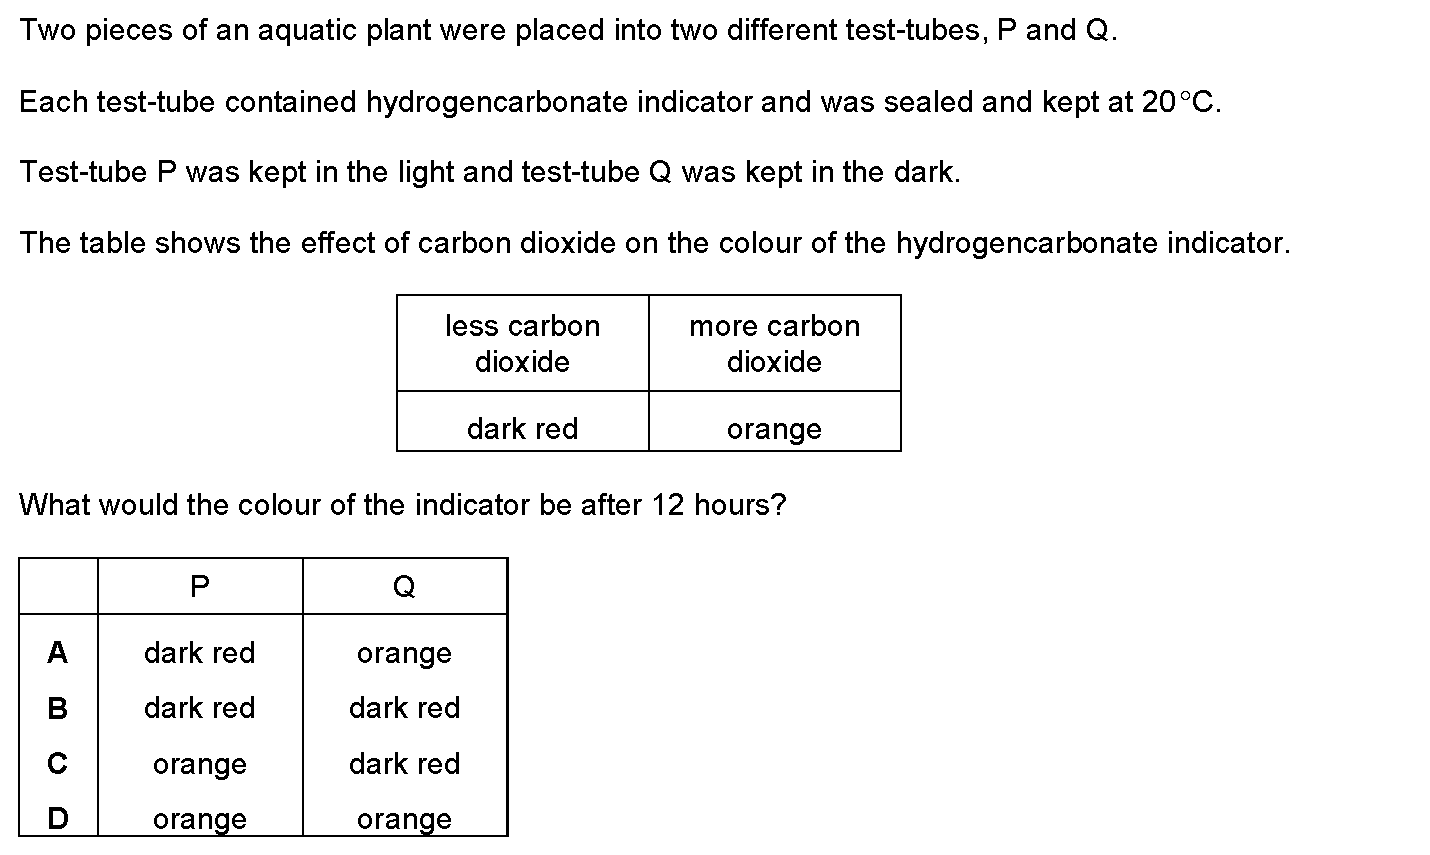 Two pieces of an aquatic plant were placed into two different test-tubes, P and Q.
Each test-tube contained hydrogencarbonate indicator and was sealed and kept at 20 °C.
Test-tube P was kept in the light and test-tube Q was kept in the dark.
The table shows the effect of carbon dioxide on the colour of the hydrogencarbonate indicator.
less carbon dioxide more carbon dioxide
dark red orange
What would the colour of the indicator be after 12 hours?
P Q
A dark red orange
B dark red dark red
C orange dark red
D orange orange